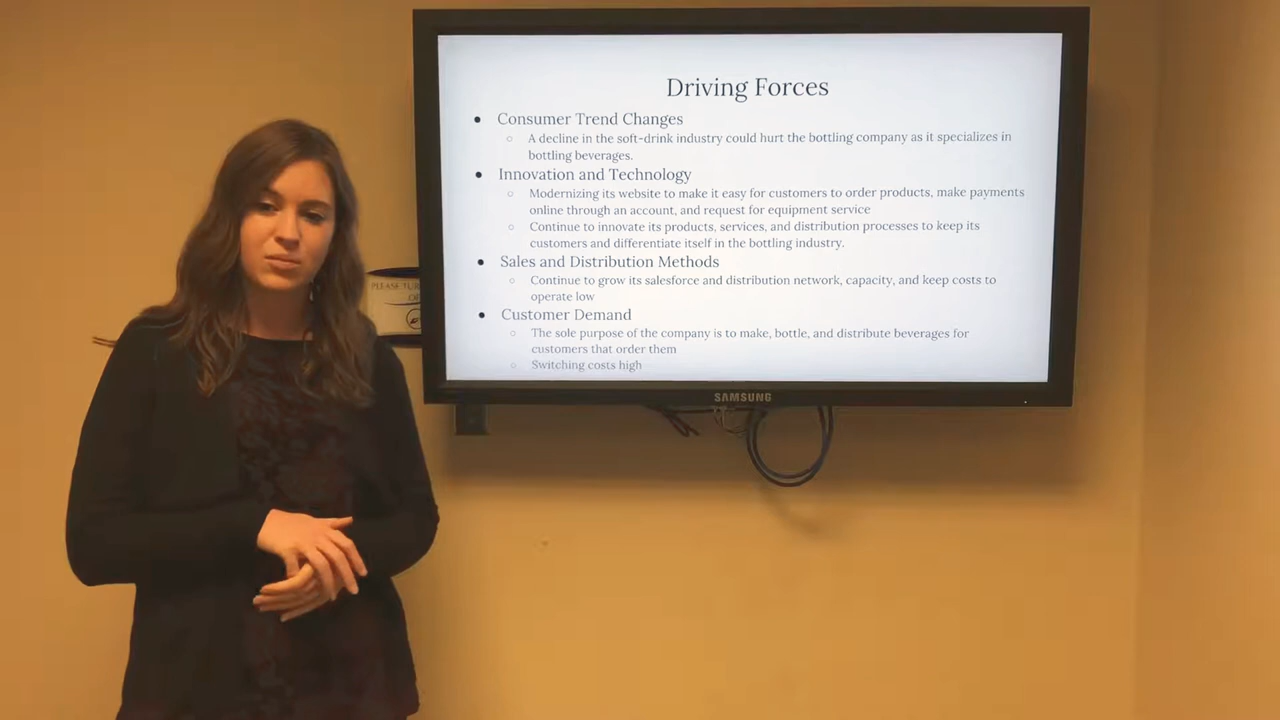 Driving Forces
● Consumer Trend Changes
○ A decline in the soft-drink industry could hurt the bottling company as it specializes in
bottling beverages.
● Innovation and Technology
○ Modernizing its website to make it easy for customers to order products, make payments
online through an account, and request for equipment service
○ Continue to innovate its products, services, and distribution processes to keep its
customers and differentiate itself in the bottling industry.
● Sales and Distribution Methods
○ Continue to grow its salesforce and distribution network, capacity, and keep costs to
operate low
● Customer Demand
○ The sole purpose of the company is to make, bottle, and distribute beverages for
customers that order them
○ Switching costs high
SAMSUNG
PLEASE